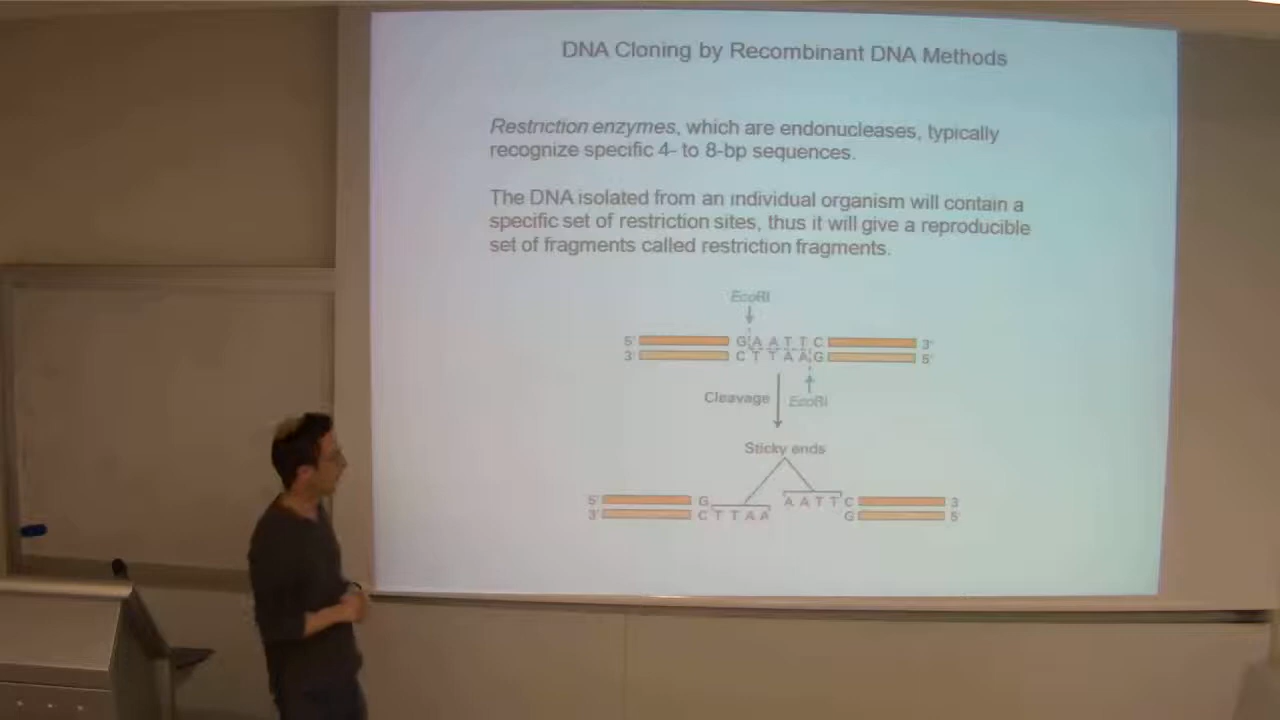 DNA Cloning by Recombinant DNA Methods
Restriction enzymes, which are endonucleases, typically
recognize specific 4- to 8-bp sequences.
The DNA isolated from an individual organism will contain a
specific set of restriction sites, thus it will give a reproducible
set of fragments called restriction fragments.
EcoRI
5' G A A T T C 3'
3' C T T A A G 5'
Cleavage EcoRI
Sticky ends
5' G A A T T C 3
3' C T T A A G 5